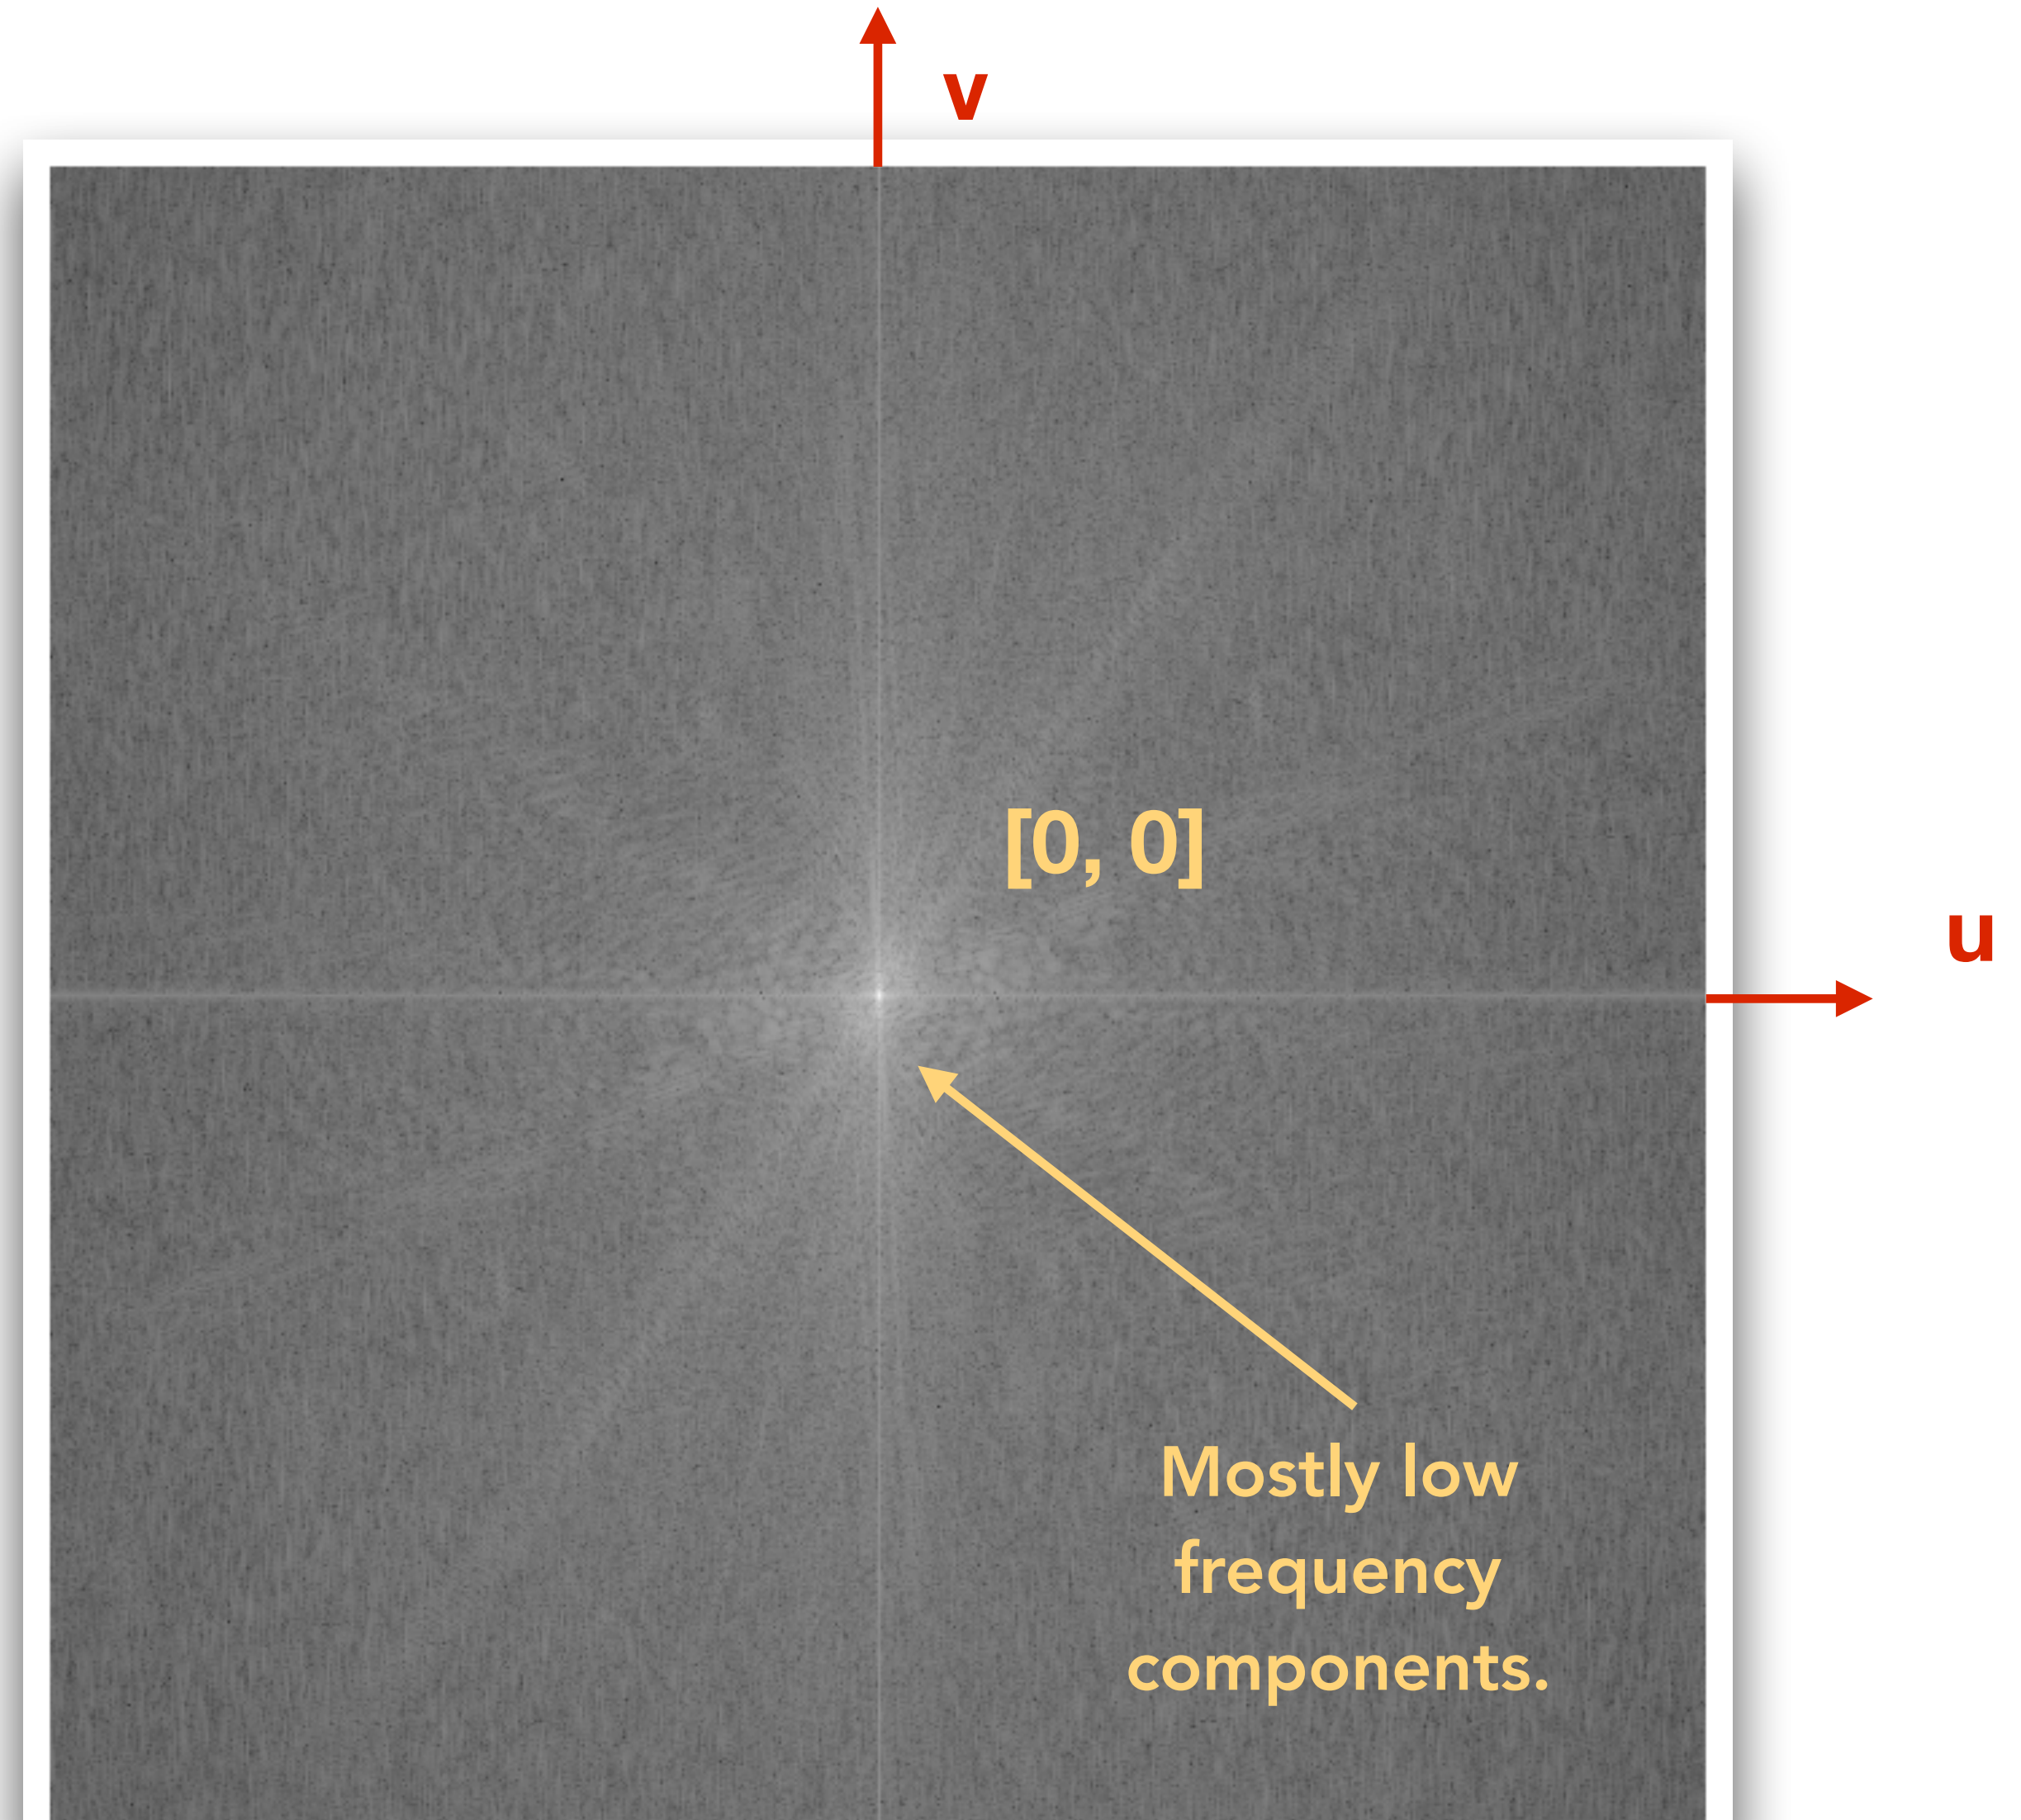 v
[0, 0]
u
Mostly low
frequency
components.